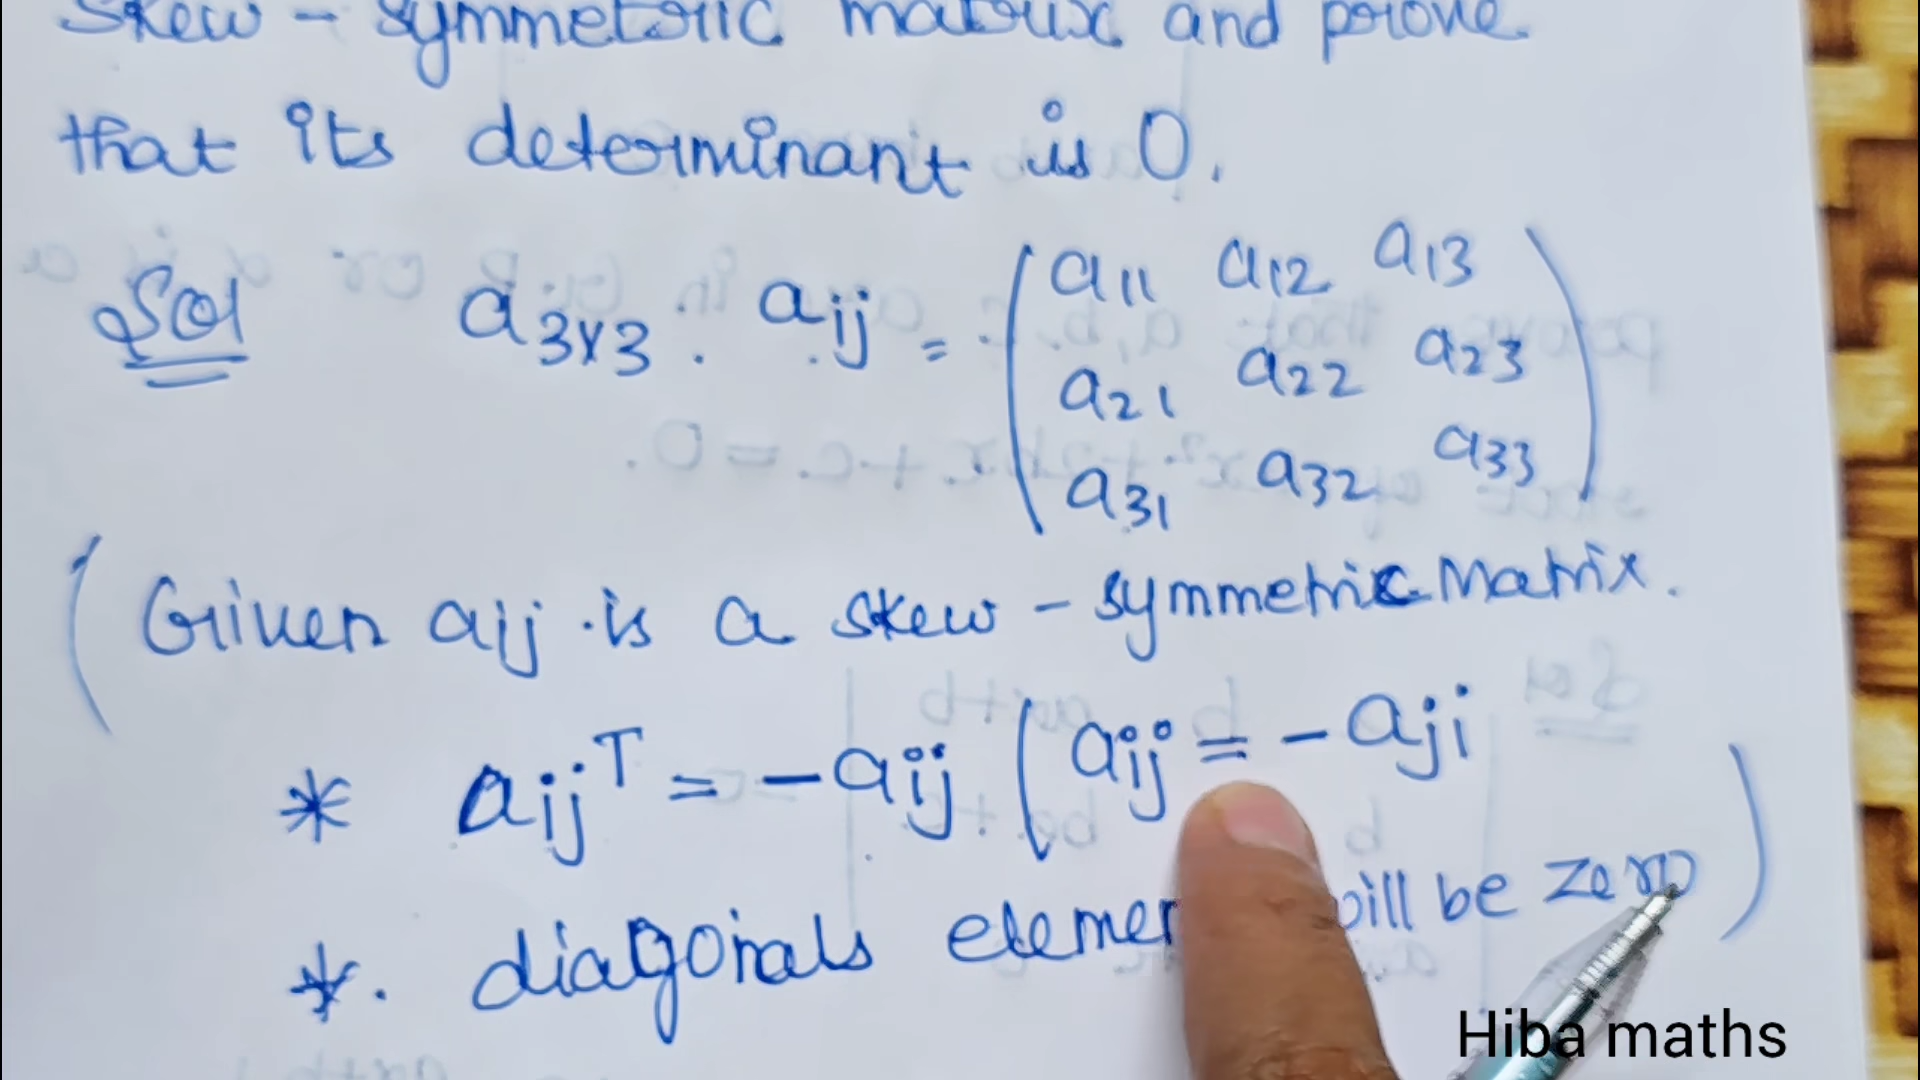 Skew - symmetric matrix and prove
that its determinant is 0.
Sol a3x3 . aij = a11 a12 a13
a21 a22 a23
a31 a32 a33
(Given aij is a skew - symmetric Matrix.
* aijT = -aij (aij = -aji
*. diagonals will be zero)
Hiba maths